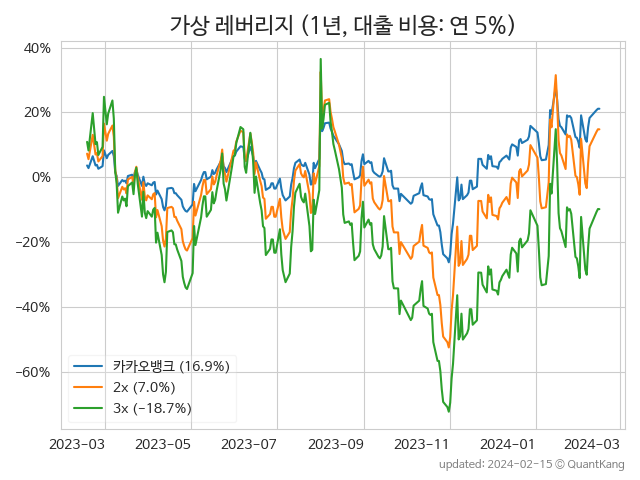 가상 레버리지 (1년, 대출 비용: 연 5%)
40%
20%
0%
−20%
−40%
−60%
카카오뱅크 (16.9%)
2x (7.0%)
3x (−18.7%)
2023-03 2023-05 2023-07 2023-09 2023-11 2024-01 2024-03
updated: 2024-02-15 © QuantKang